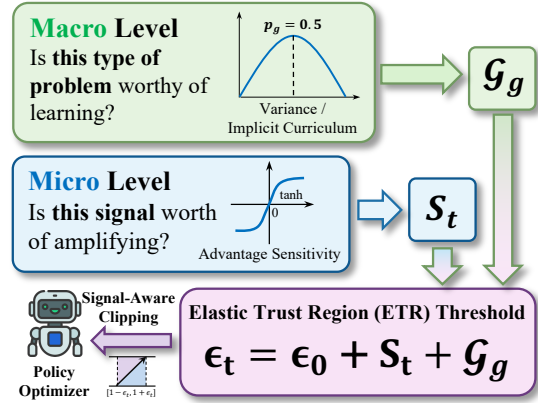 Macro Level
Is this type of
problem worthy of
learning?
p_g = 0.5
Variance /
Implicit Curriculum
𝒢_g
Micro Level
Is this signal worth
of amplifying?
tanh
0
Advantage Sensitivity
S_t
Signal-Aware
Clipping
Policy
Optimizer
[1−ϵ_t, 1+ϵ_t]
Elastic Trust Region (ETR) Threshold
ϵ_t = ϵ_0 + S_t + 𝒢_g